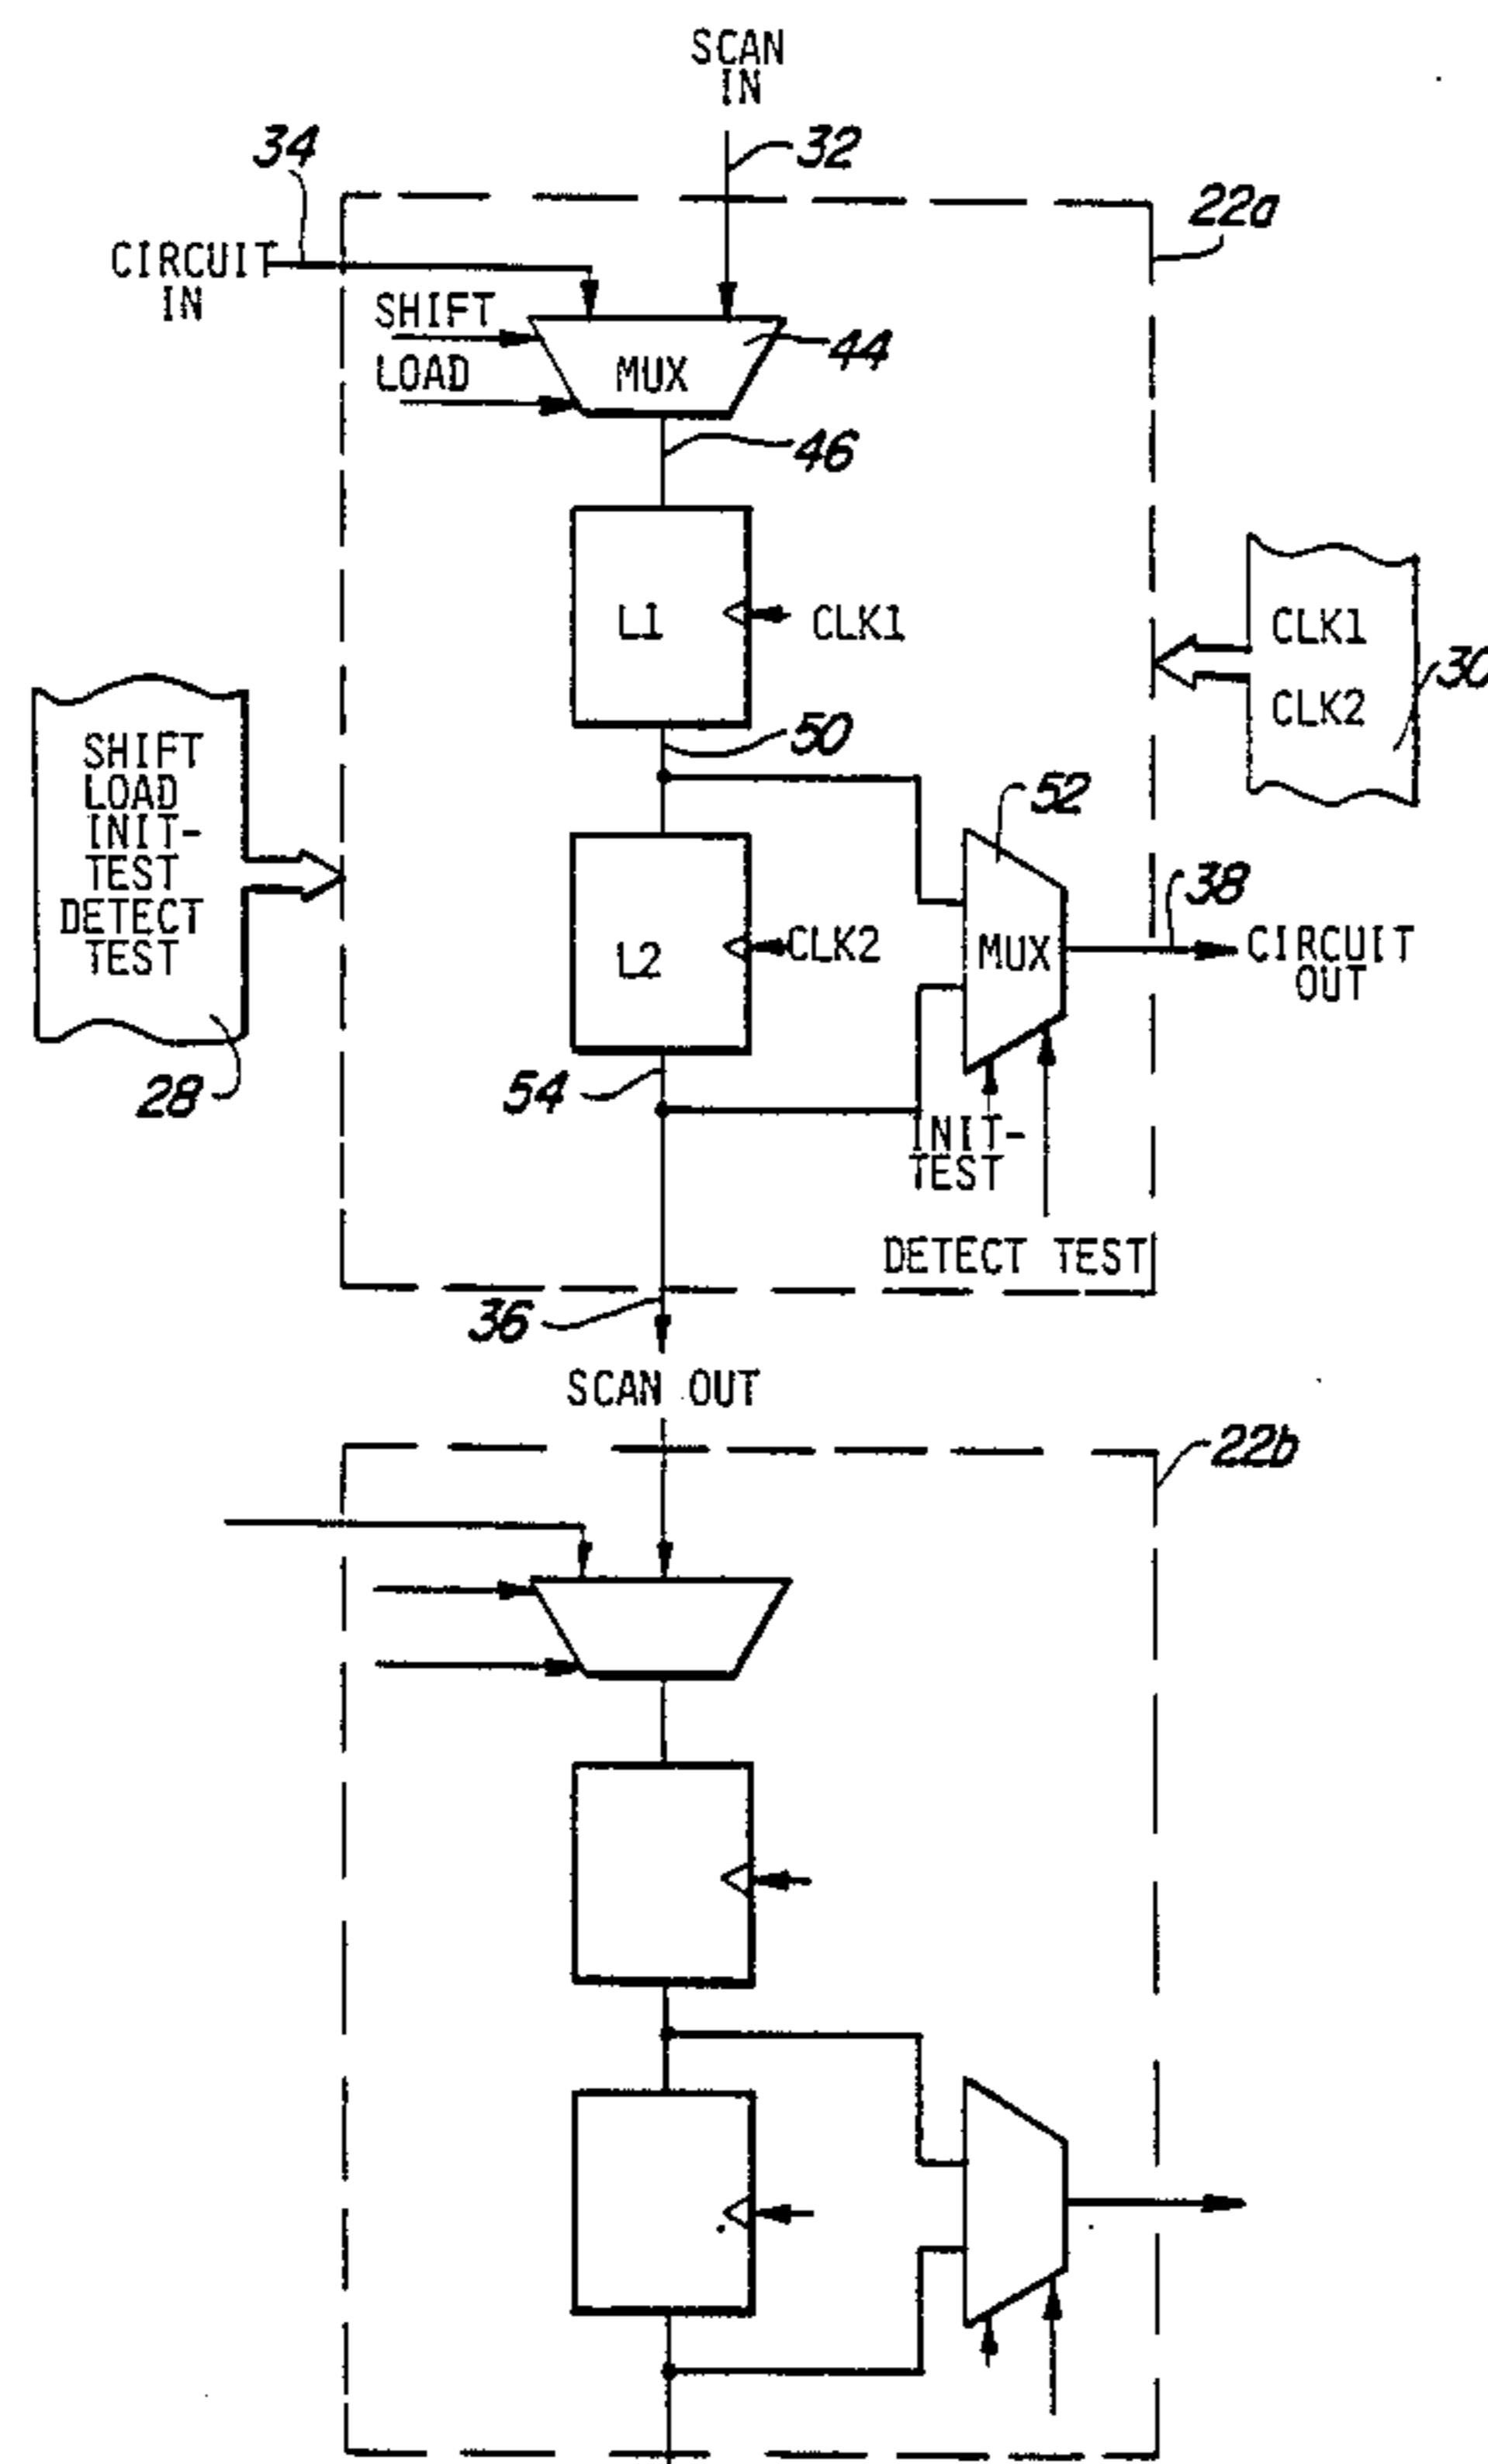 SCAN
IN
32
34
22a
CIRCUIT
IN
SHIFT
LOAD
MUX
44
46
L1
CLK1
CLK1
CLK2
30
50
SHIFT
LOAD
INIT-
TEST
DETECT
TEST
28
52
38
L2
CLK2
MUX
CIRCUIT
OUT
54
INIT-
TEST
DETECT TEST
36
SCAN OUT
22b